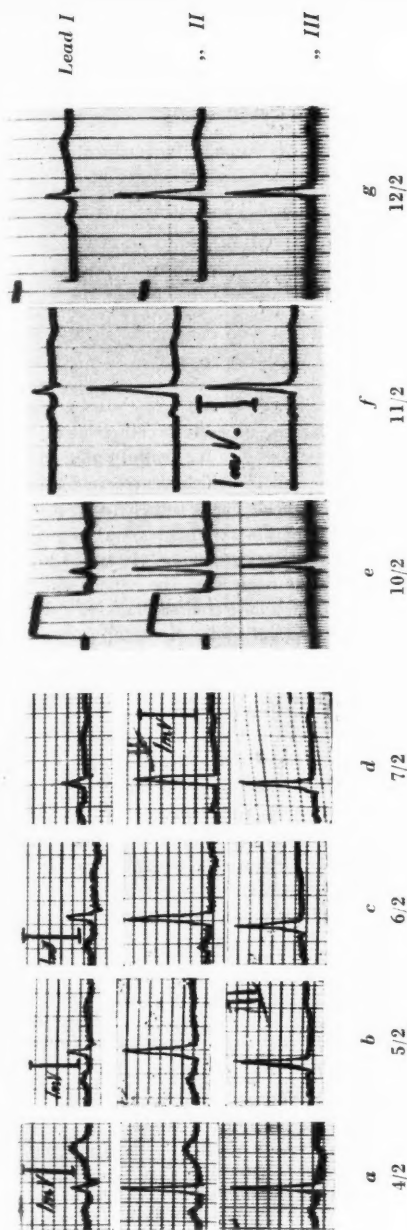 1mV 1mV
Lead I
1mV 1mV.
,, II
,, III
a b c d e f g
4/2 5/2 6/2 7/2 10/2 11/2 12/2